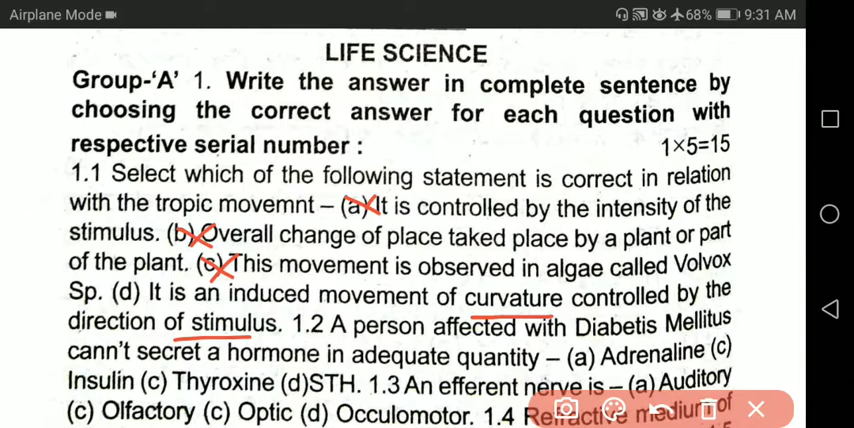 Airplane Mode 68% 9:31 AM
LIFE SCIENCE
Group-‘A’ 1. Write the answer in complete sentence by
choosing the correct answer for each question with
respective serial number : 1×5=15
1.1 Select which of the following statement is correct in relation
with the tropic movemnt – (a) It is controlled by the intensity of the
stimulus. (b) Overall change of place taked place by a plant or part
of the plant. (c) This movement is observed in algae called Volvox
Sp. (d) It is an induced movement of curvature controlled by the
direction of stimulus. 1.2 A person affected with Diabetis Mellitus
cann't secret a hormone in adequate quantity – (a) Adrenaline (c)
Insulin (c) Thyroxine (d)STH. 1.3 An efferent nerve is – (a) Auditory
(c) Olfactory (c) Optic (d) Occulomotor. 1.4 Refractive medium of